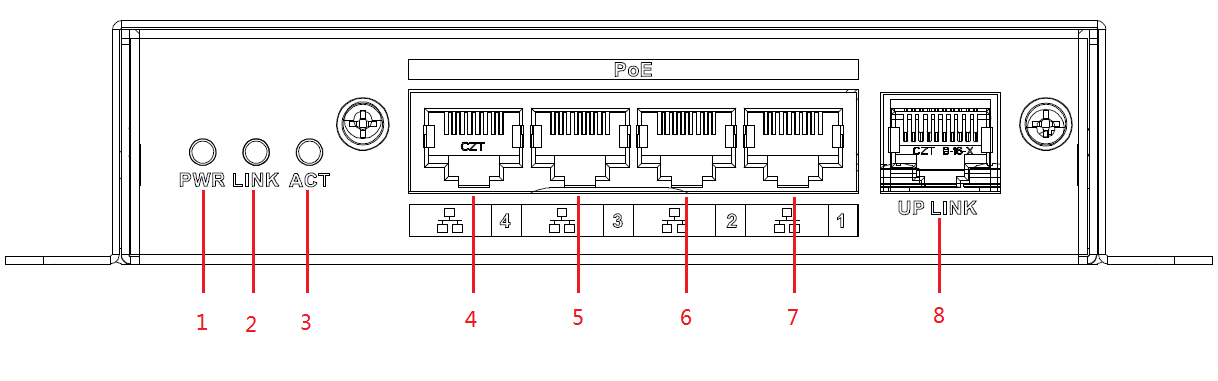 PoE
CZT
CZT B-16-X
PWR LINK ACT
UP LINK
4 3 2 1
1 2 3 4 5 6 7 8